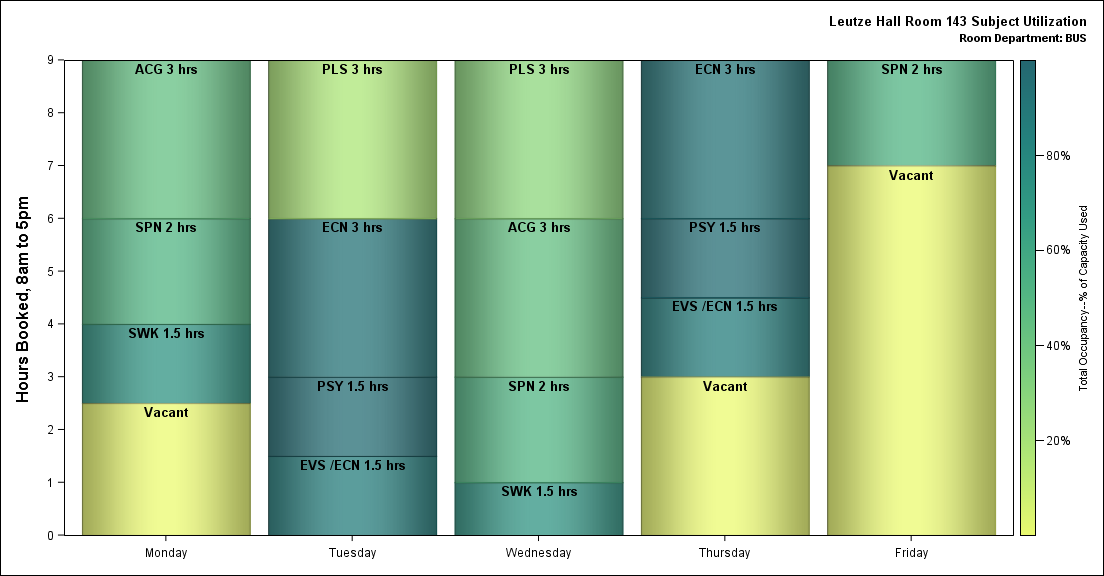 Leutze Hall Room 143 Subject Utilization
Room Department: BUS
Hours Booked, 8am to 5pm
9
8
7
6
5
4
3
2
1
0
ACG 3 hrs
SPN 2 hrs
SWK 1.5 hrs
Vacant
PLS 3 hrs
ECN 3 hrs
PSY 1.5 hrs
EVS /ECN 1.5 hrs
PLS 3 hrs
ACG 3 hrs
SPN 2 hrs
SWK 1.5 hrs
ECN 3 hrs
PSY 1.5 hrs
EVS /ECN 1.5 hrs
Vacant
SPN 2 hrs
Vacant
Monday
Tuesday
Wednesday
Thursday
Friday
80%
60%
40%
20%
Total Occupancy--% of Capacity Used